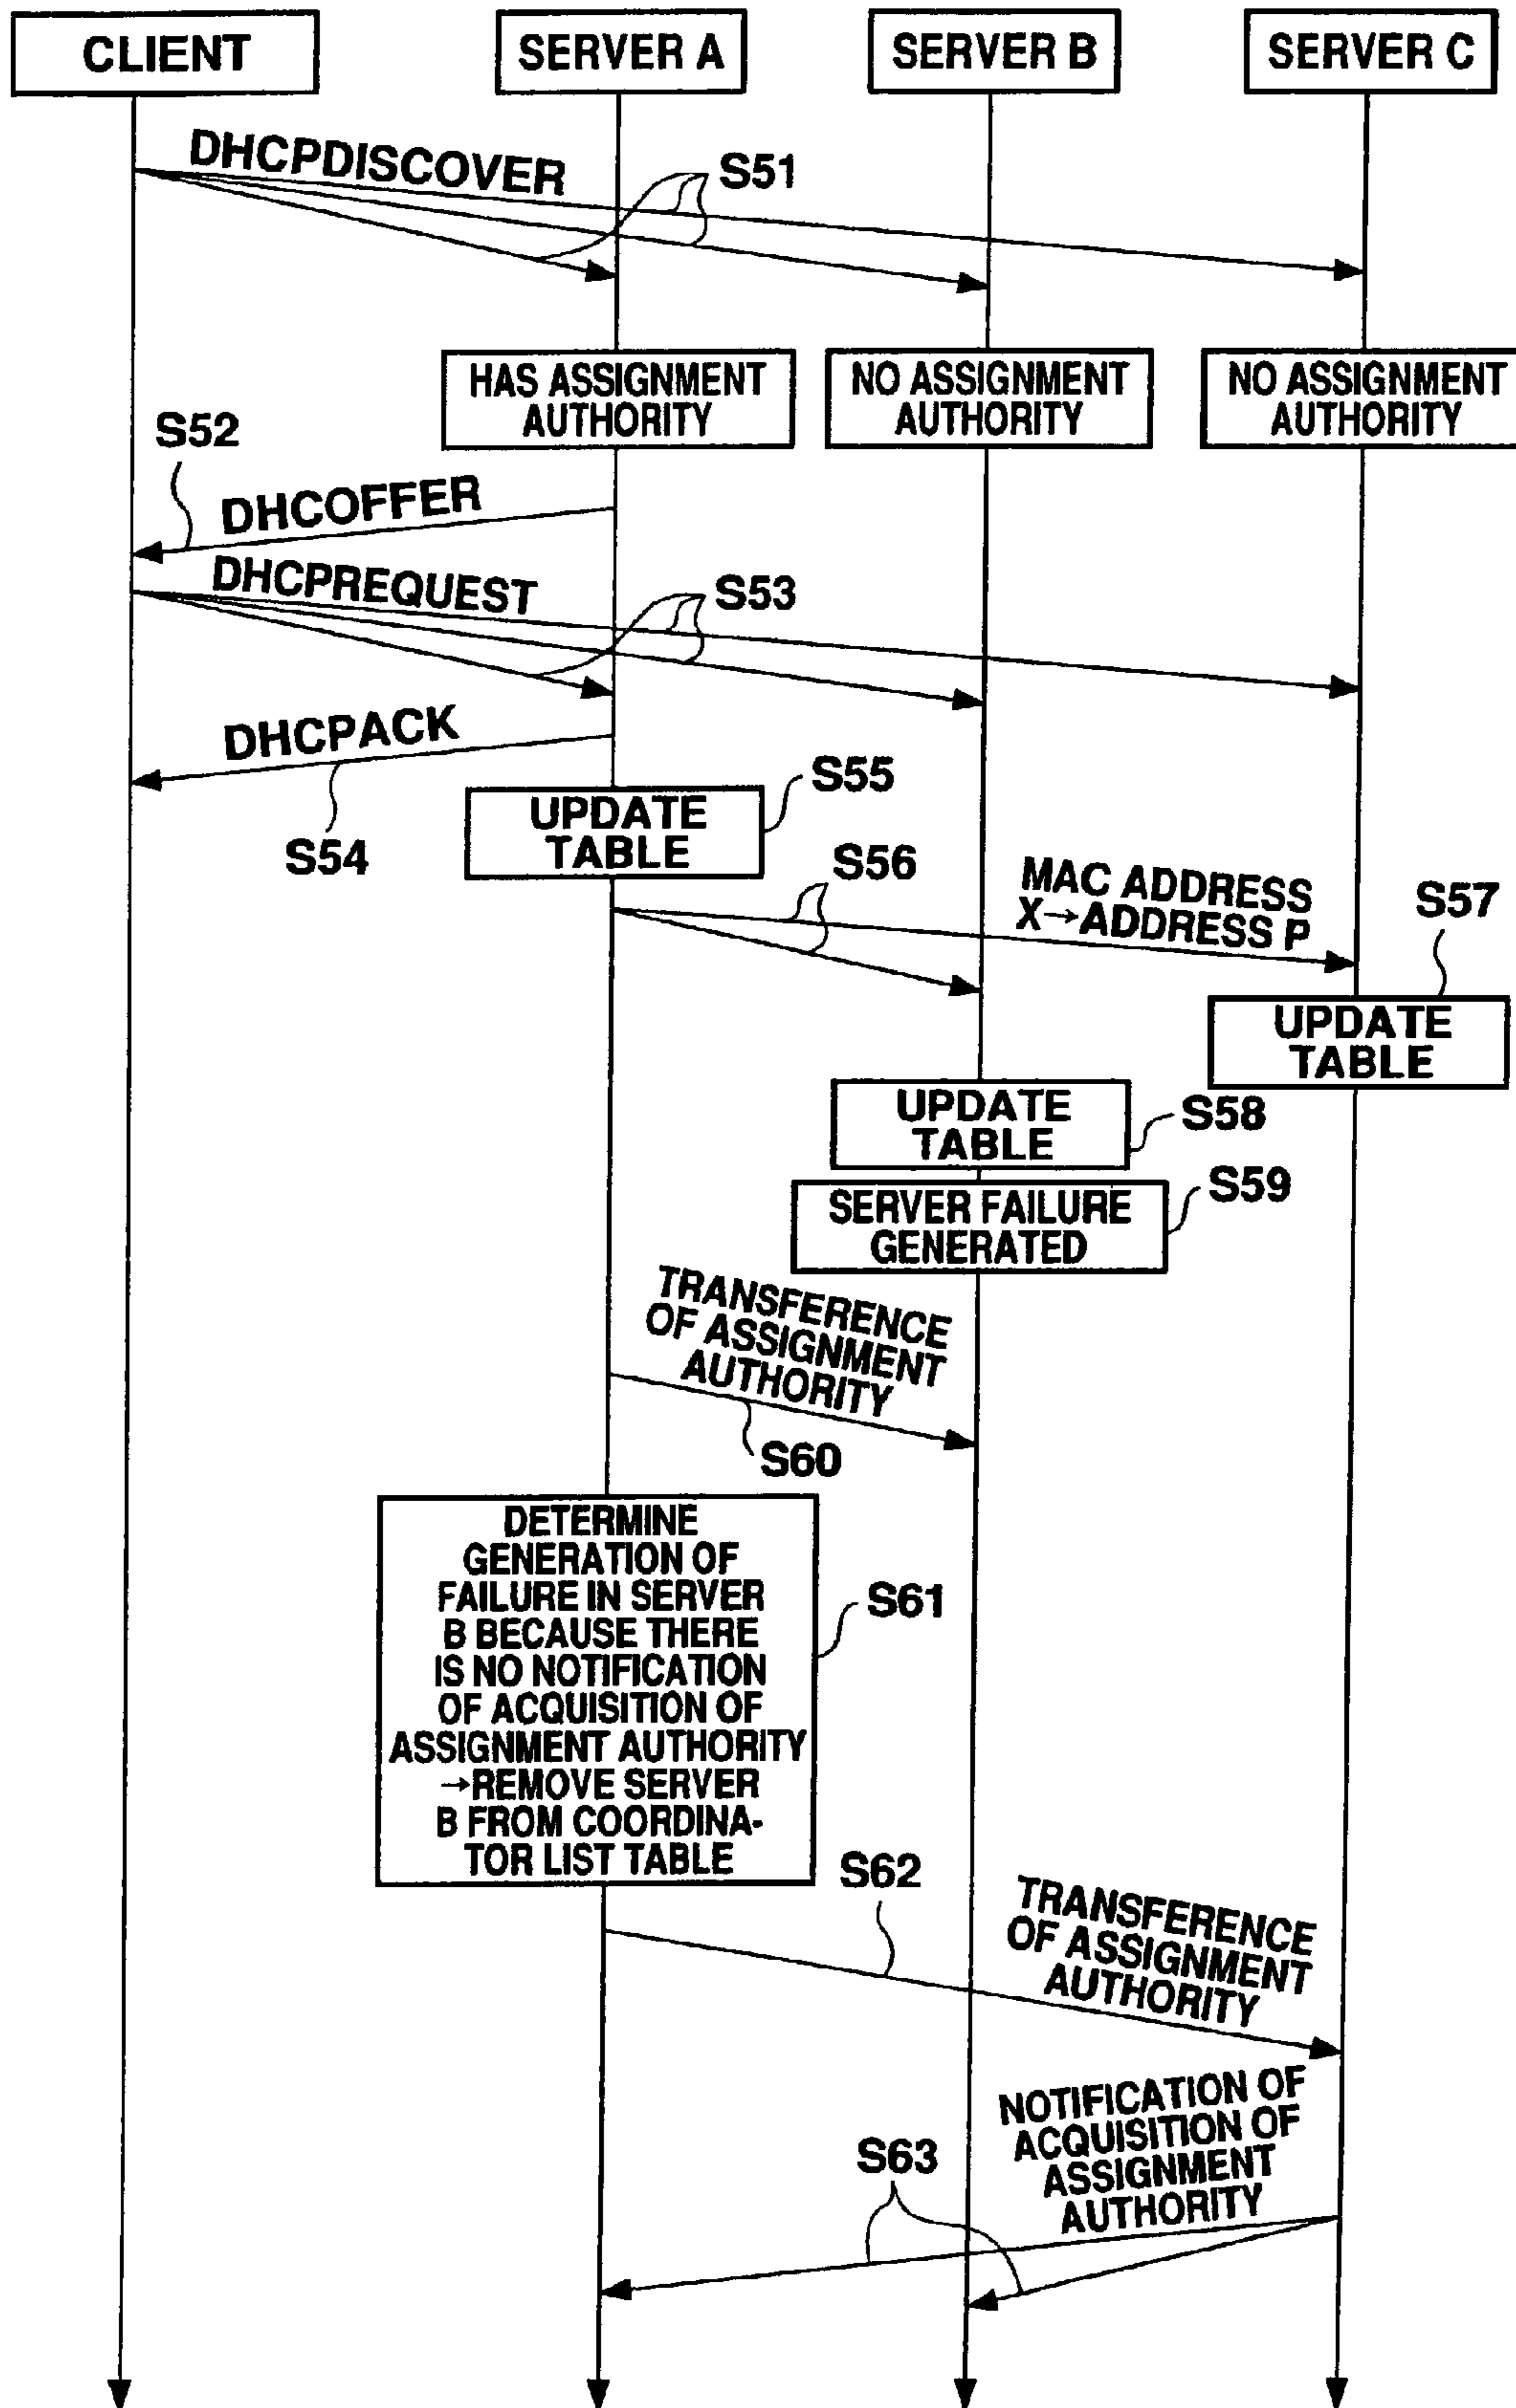 CLIENT
SERVER A
SERVER B
SERVER C
DHCPDISCOVER
S51
HAS ASSIGNMENT
AUTHORITY
NO ASSIGNMENT
AUTHORITY
NO ASSIGNMENT
AUTHORITY
S52
DHCOFFER
DHCPREQUEST
S53
DHCPACK
S54
UPDATE
TABLE
S55
S56
MAC ADDRESS
X→ADDRESS P
S57
UPDATE
TABLE
UPDATE
TABLE
S58
SERVER FAILURE
GENERATED
S59
TRANSFERENCE
OF ASSIGNMENT
AUTHORITY
S60
DETERMINE
GENERATION OF
FAILURE IN SERVER
B BECAUSE THERE
IS NO NOTIFICATION
OF ACQUISITION OF
ASSIGNMENT AUTHORITY
→REMOVE SERVER
B FROM COORDINA-
TOR LIST TABLE
S61
S62
TRANSFERENCE
OF ASSIGNMENT
AUTHORITY
NOTIFICATION OF
ACQUISITION OF
ASSIGNMENT
AUTHORITY
S63